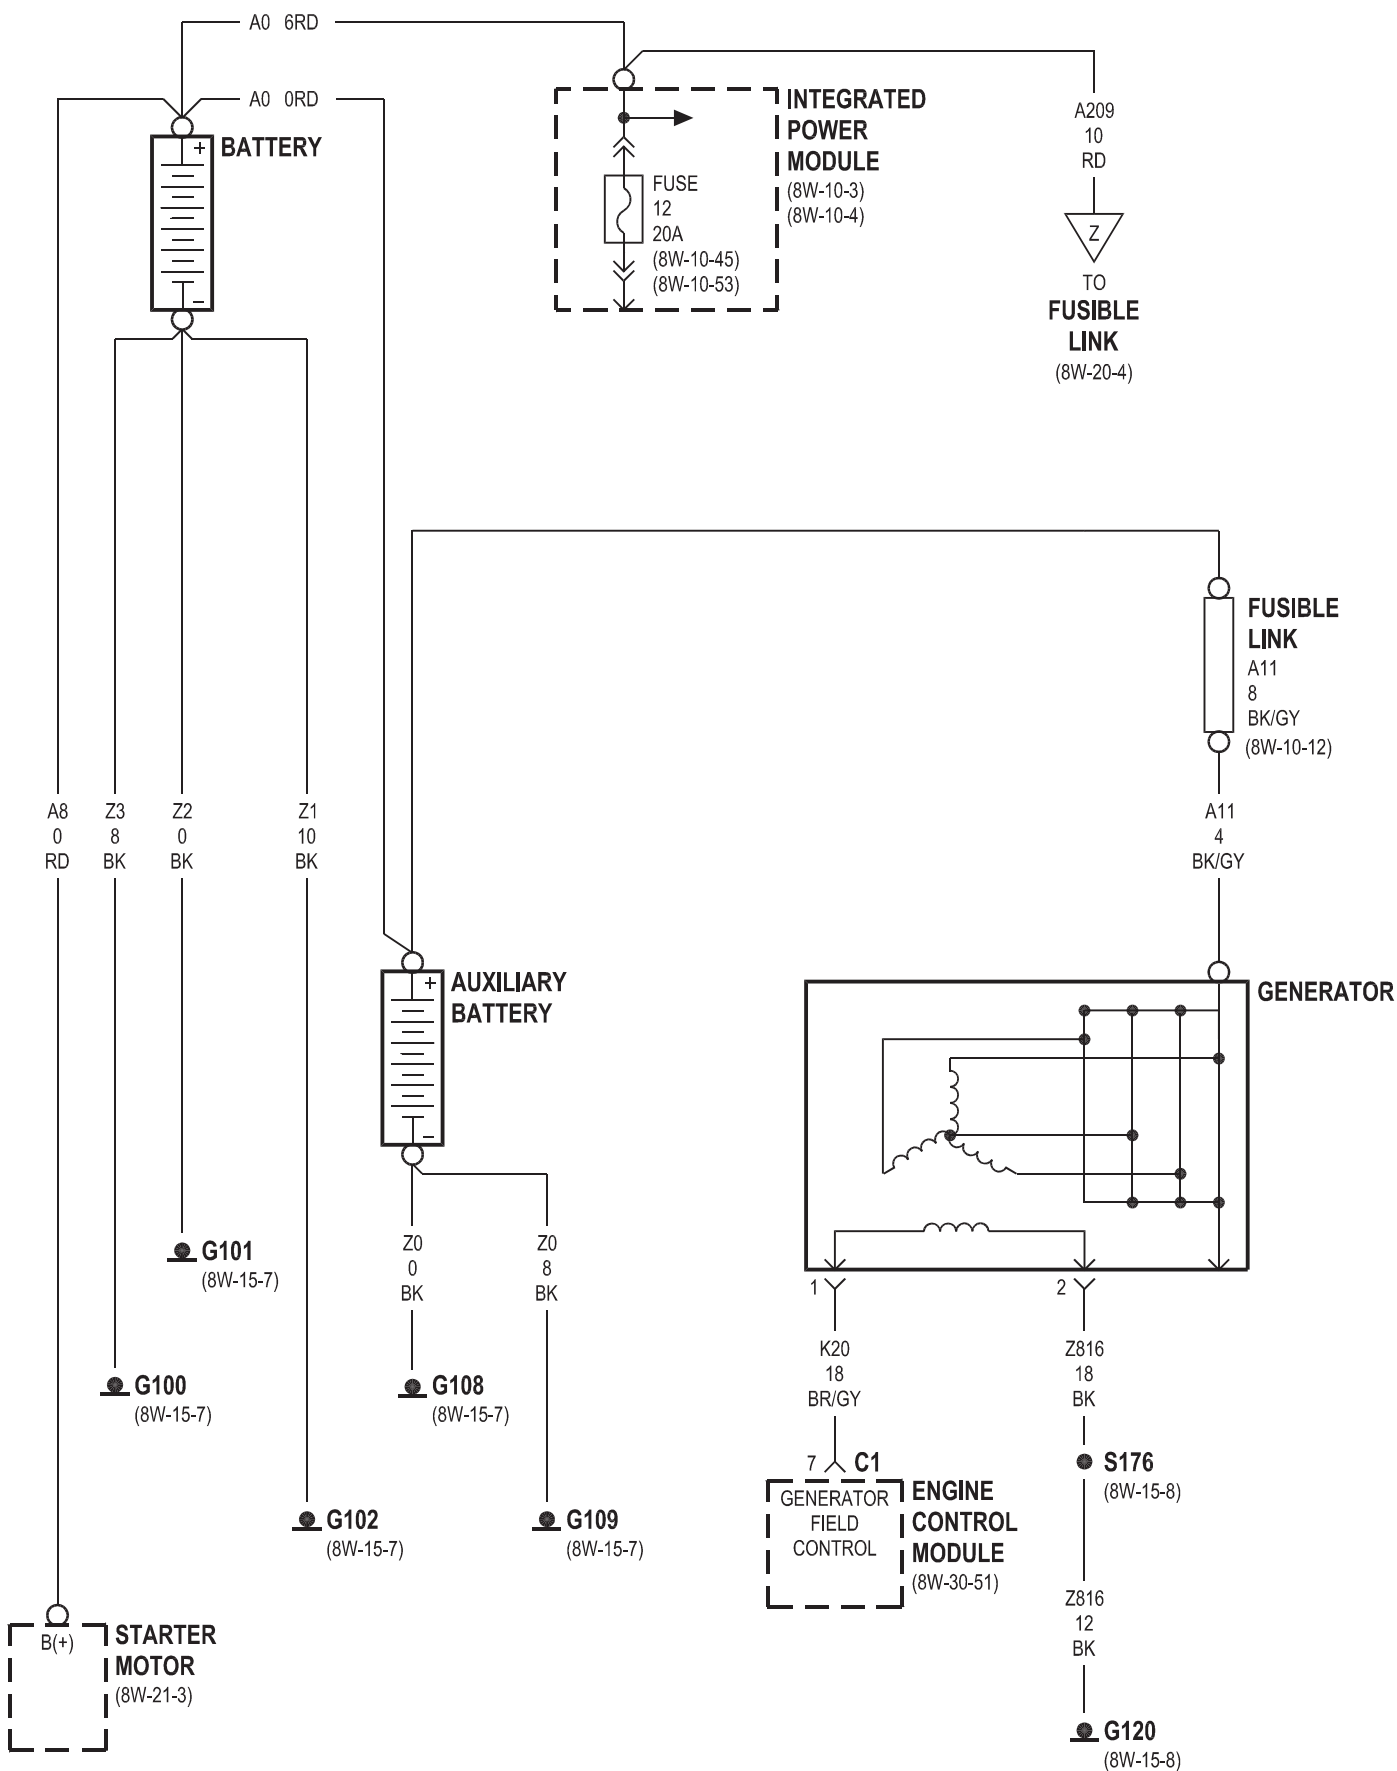 A0 6RD
A0 0RD
BATTERY
+
–
INTEGRATED
POWER
MODULE
(8W-10-3)
(8W-10-4)
FUSE
12
20A
(8W-10-45)
(8W-10-53)
A209
10
RD
Z
TO
FUSIBLE
LINK
(8W-20-4)
FUSIBLE
LINK
A11
8
BK/GY
(8W-10-12)
A8
0
RD
Z3
8
BK
Z2
0
BK
Z1
10
BK
A11
4
BK/GY
AUXILIARY
BATTERY
+
–
GENERATOR
G101
(8W-15-7)
Z0
0
BK
Z0
8
BK
1
2
K20
18
BR/GY
Z816
18
BK
G100
(8W-15-7)
G108
(8W-15-7)
7
C1
S176
(8W-15-8)
G102
(8W-15-7)
G109
(8W-15-7)
GENERATOR
FIELD
CONTROL
ENGINE
CONTROL
MODULE
(8W-30-51)
Z816
12
BK
B(+)
STARTER
MOTOR
(8W-21-3)
G120
(8W-15-8)